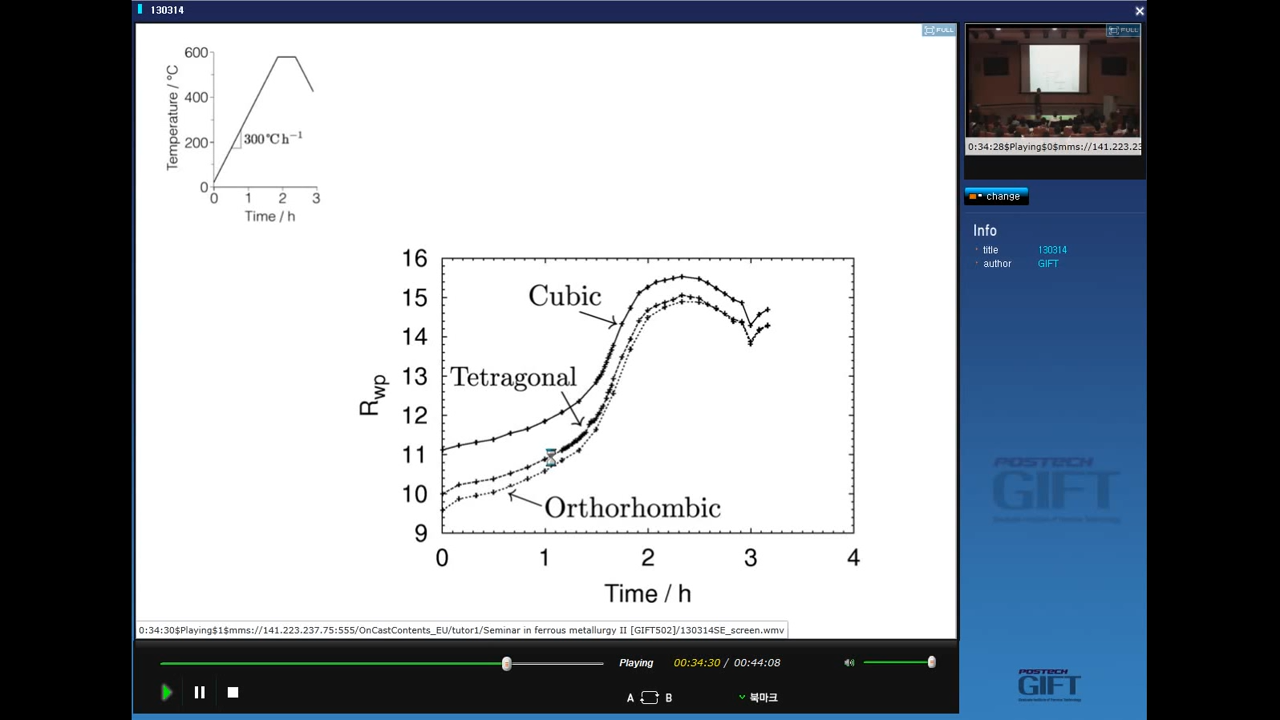 130314
FULL
FULL
600
400
200
0
Temperature / °C
300°C h−1
0 1 2 3
Time / h
16
15
14
13
12
11
10
9
Rwp
Cubic
Tetragonal
Orthorhombic
0 1 2 3 4
Time / h
0:34:28$Playing$0$mms://141.223.23
change
Info
title 130314
author GIFT
POSTECH
GIFT
0:34:30$Playing$1$mms://141.223.237.75:555/OnCastContents_EU/tutor1/Seminar in ferrous metallurgy II [GIFT502]/130314SE_screen.wmv
Playing 00:34:30 / 00:44:08
A B 북마크
POSTECH
GIFT